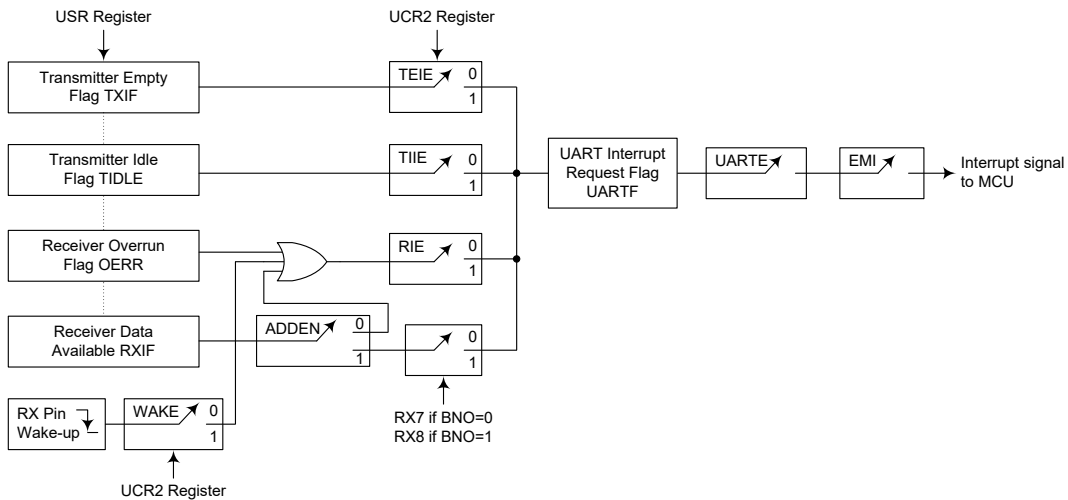 USR Register
UCR2 Register
Transmitter Empty
Flag TXIF
TEIE
0
1
Transmitter Idle
Flag TIDLE
TIIE
0
1
UART Interrupt
Request Flag
UARTF
UARTE
EMI
Interrupt signal
to MCU
Receiver Overrun
Flag OERR
RIE
0
1
Receiver Data
Available RXIF
ADDEN
0
1
0
1
RX Pin
Wake-up
WAKE
0
1
RX7 if BNO=0
RX8 if BNO=1
UCR2 Register